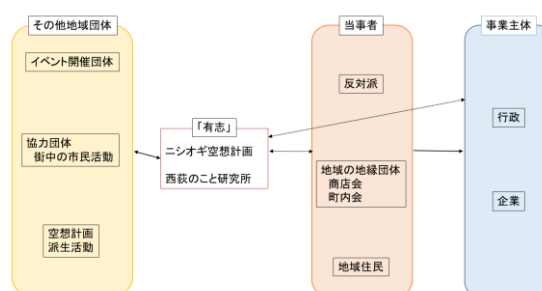 その他地域団体
イベント開催団体
協力団体
街中の市民活動
空想計画
派生活動
「有志」
ニシオギ空想計画
西荻のこと研究所
当事者
反対派
地域の地縁団体
商店会
町内会
地域住民
事業主体
行政
企業